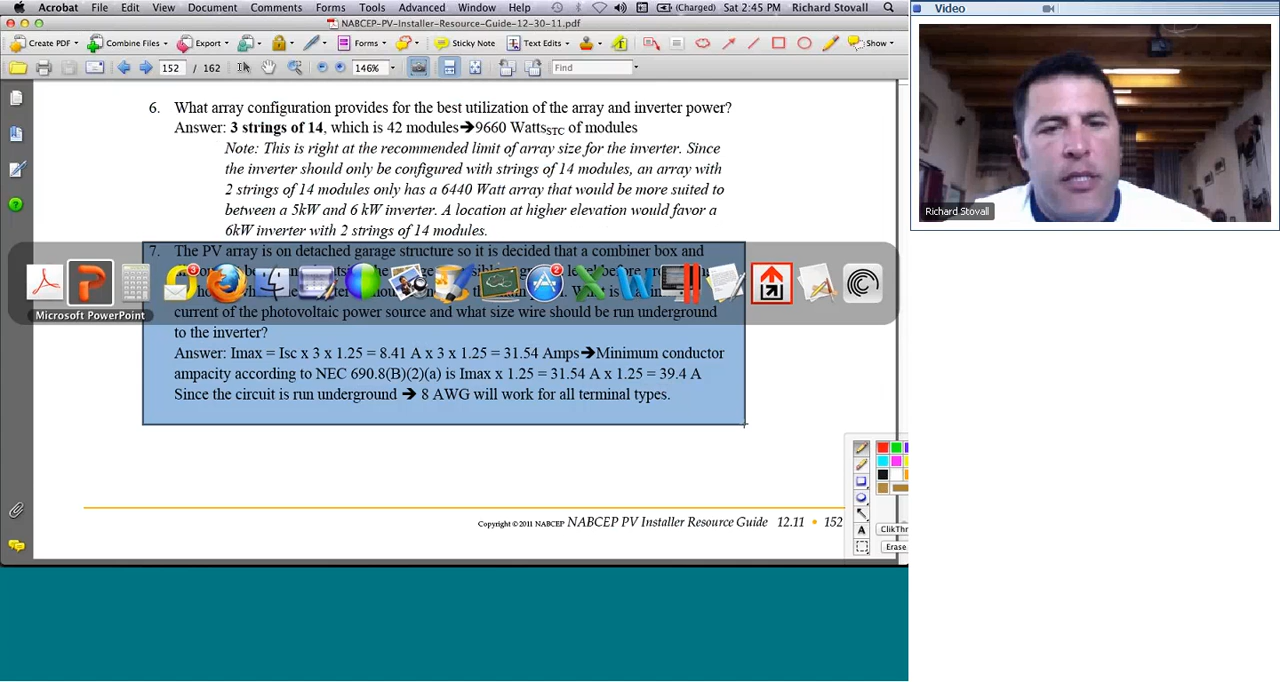 Acrobat File Edit View Document Comments Forms Tools Advanced Window Help (Charged) Sat 2:45 PM Richard Stovall
NABCEP-PV-Installer-Resource-Guide-12-30-11.pdf
Create PDF Combine Files Export Forms Sticky Note Text Edits Show
152 / 162 146% Find
6. What array configuration provides for the best utilization of the array and inverter power?
Answer: 3 strings of 14, which is 42 modules➔9660 WattsSTC of modules
Note: This is right at the recommended limit of array size for the inverter. Since
the inverter should only be configured with strings of 14 modules, an array with
2 strings of 14 modules only has a 6440 Watt array that would be more suited to
between a 5kW and 6 kW inverter. A location at higher elevation would favor a
6kW inverter with 2 strings of 14 modules.
7. The PV array is on detached garage structure so it is decided that a combiner box and
3 2
Microsoft PowerPoint
current of the photovoltaic power source and what size wire should be run underground
to the inverter?
Answer: Imax = Isc x 3 x 1.25 = 8.41 A x 3 x 1.25 = 31.54 Amps➔Minimum conductor
ampacity according to NEC 690.8(B)(2)(a) is Imax x 1.25 = 31.54 A x 1.25 = 39.4 A
Since the circuit is run underground ➔ 8 AWG will work for all terminal types.
A ClikThr
Erase
Copyright © 2011 NABCEP NABCEP PV Installer Resource Guide 12.11 • 152
Video
Richard Stovall